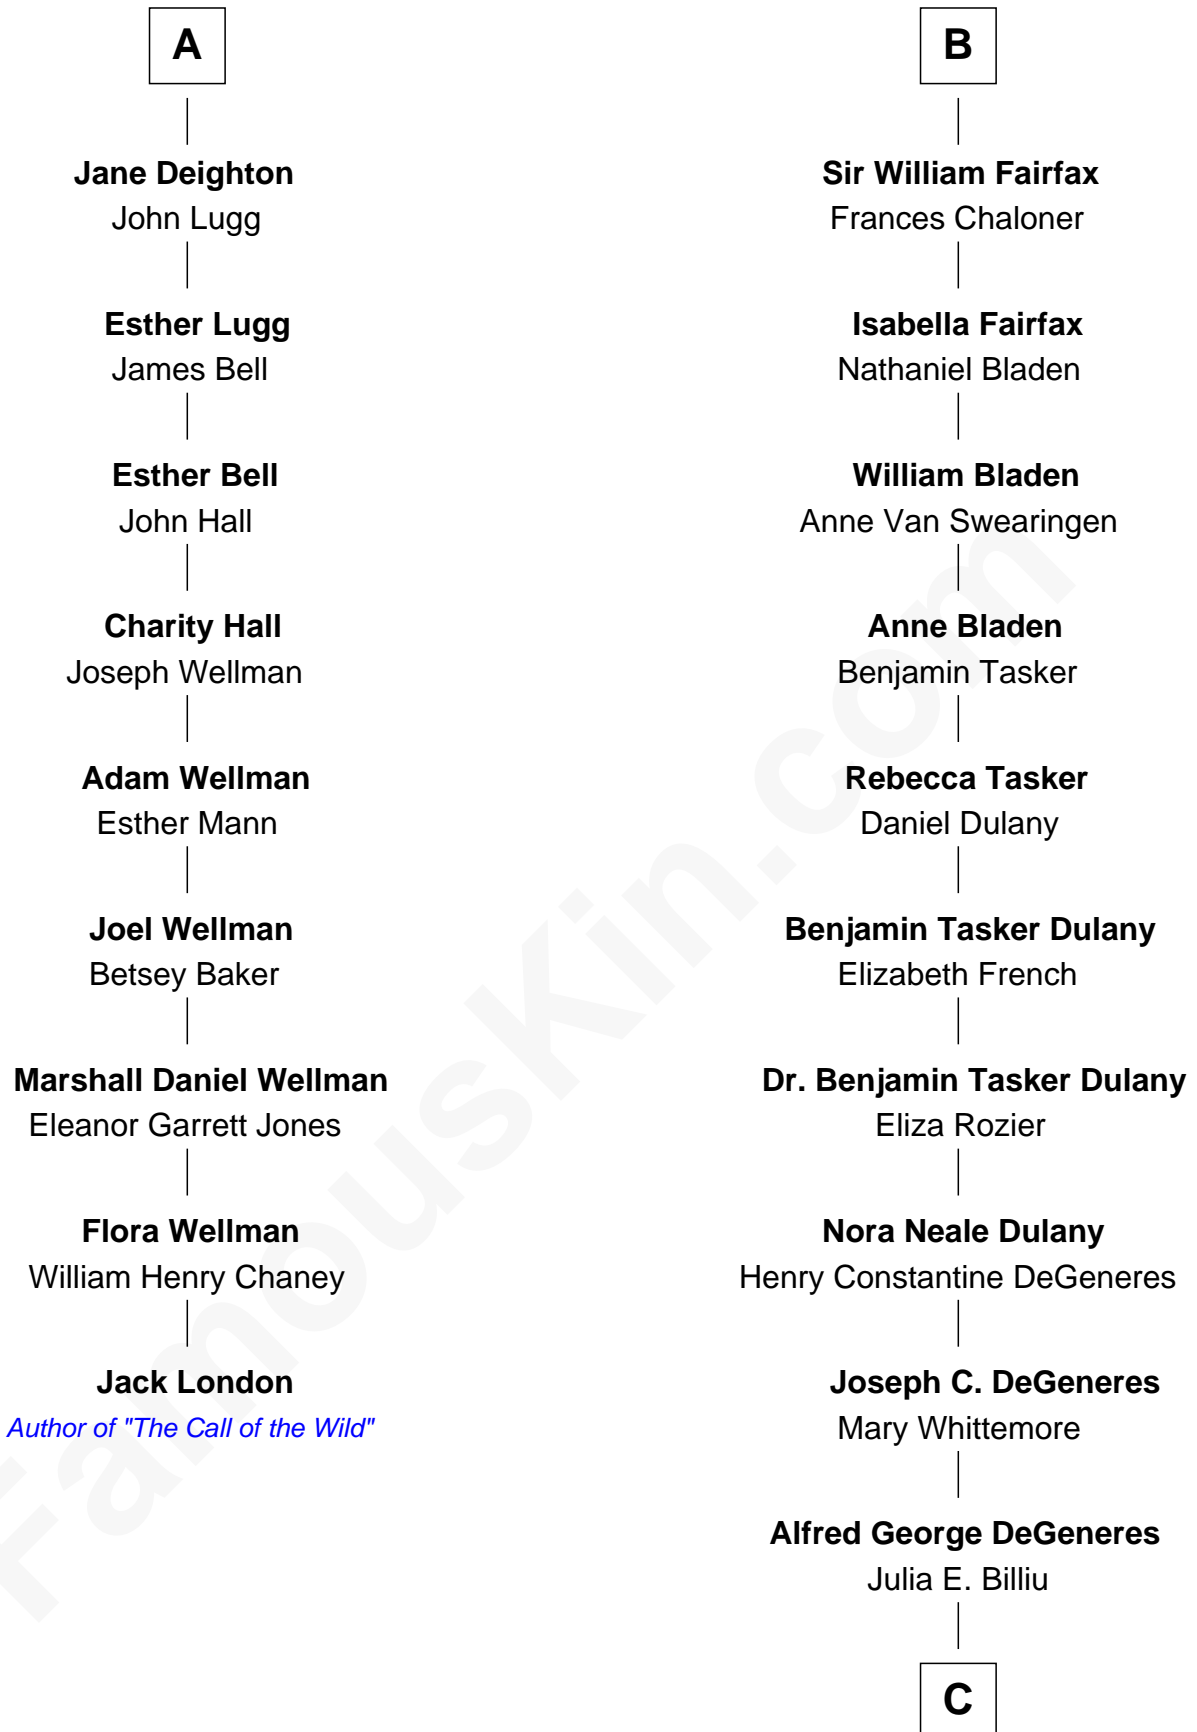 A
Jane Deighton
John Lugg
Esther Lugg
James Bell
Esther Bell
John Hall
Charity Hall
Joseph Wellman
Adam Wellman
Esther Mann
Joel Wellman
Betsey Baker
Marshall Daniel Wellman
Eleanor Garrett Jones
Flora Wellman
William Henry Chaney
Jack London
Author of "The Call of the Wild"
B
Sir William Fairfax
Frances Chaloner
Isabella Fairfax
Nathaniel Bladen
William Bladen
Anne Van Swearingen
Anne Bladen
Benjamin Tasker
Rebecca Tasker
Daniel Dulany
Benjamin Tasker Dulany
Elizabeth French
Dr. Benjamin Tasker Dulany
Eliza Rozier
Nora Neale Dulany
Henry Constantine DeGeneres
Joseph C. DeGeneres
Mary Whittemore
Alfred George DeGeneres
Julia E. Billiu
C
FamousKin.com